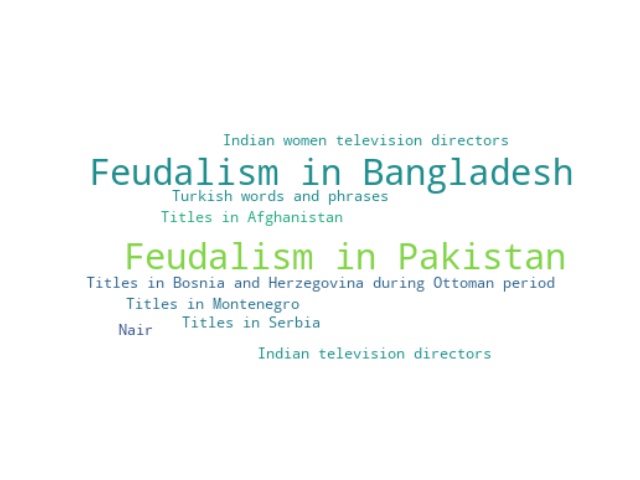 Indian women television directors
Feudalism in Bangladesh
Turkish words and phrases
Titles in Afghanistan
Feudalism in Pakistan
Titles in Bosnia and Herzegovina during Ottoman period
Titles in Montenegro
Titles in Serbia
Nair
Indian television directors